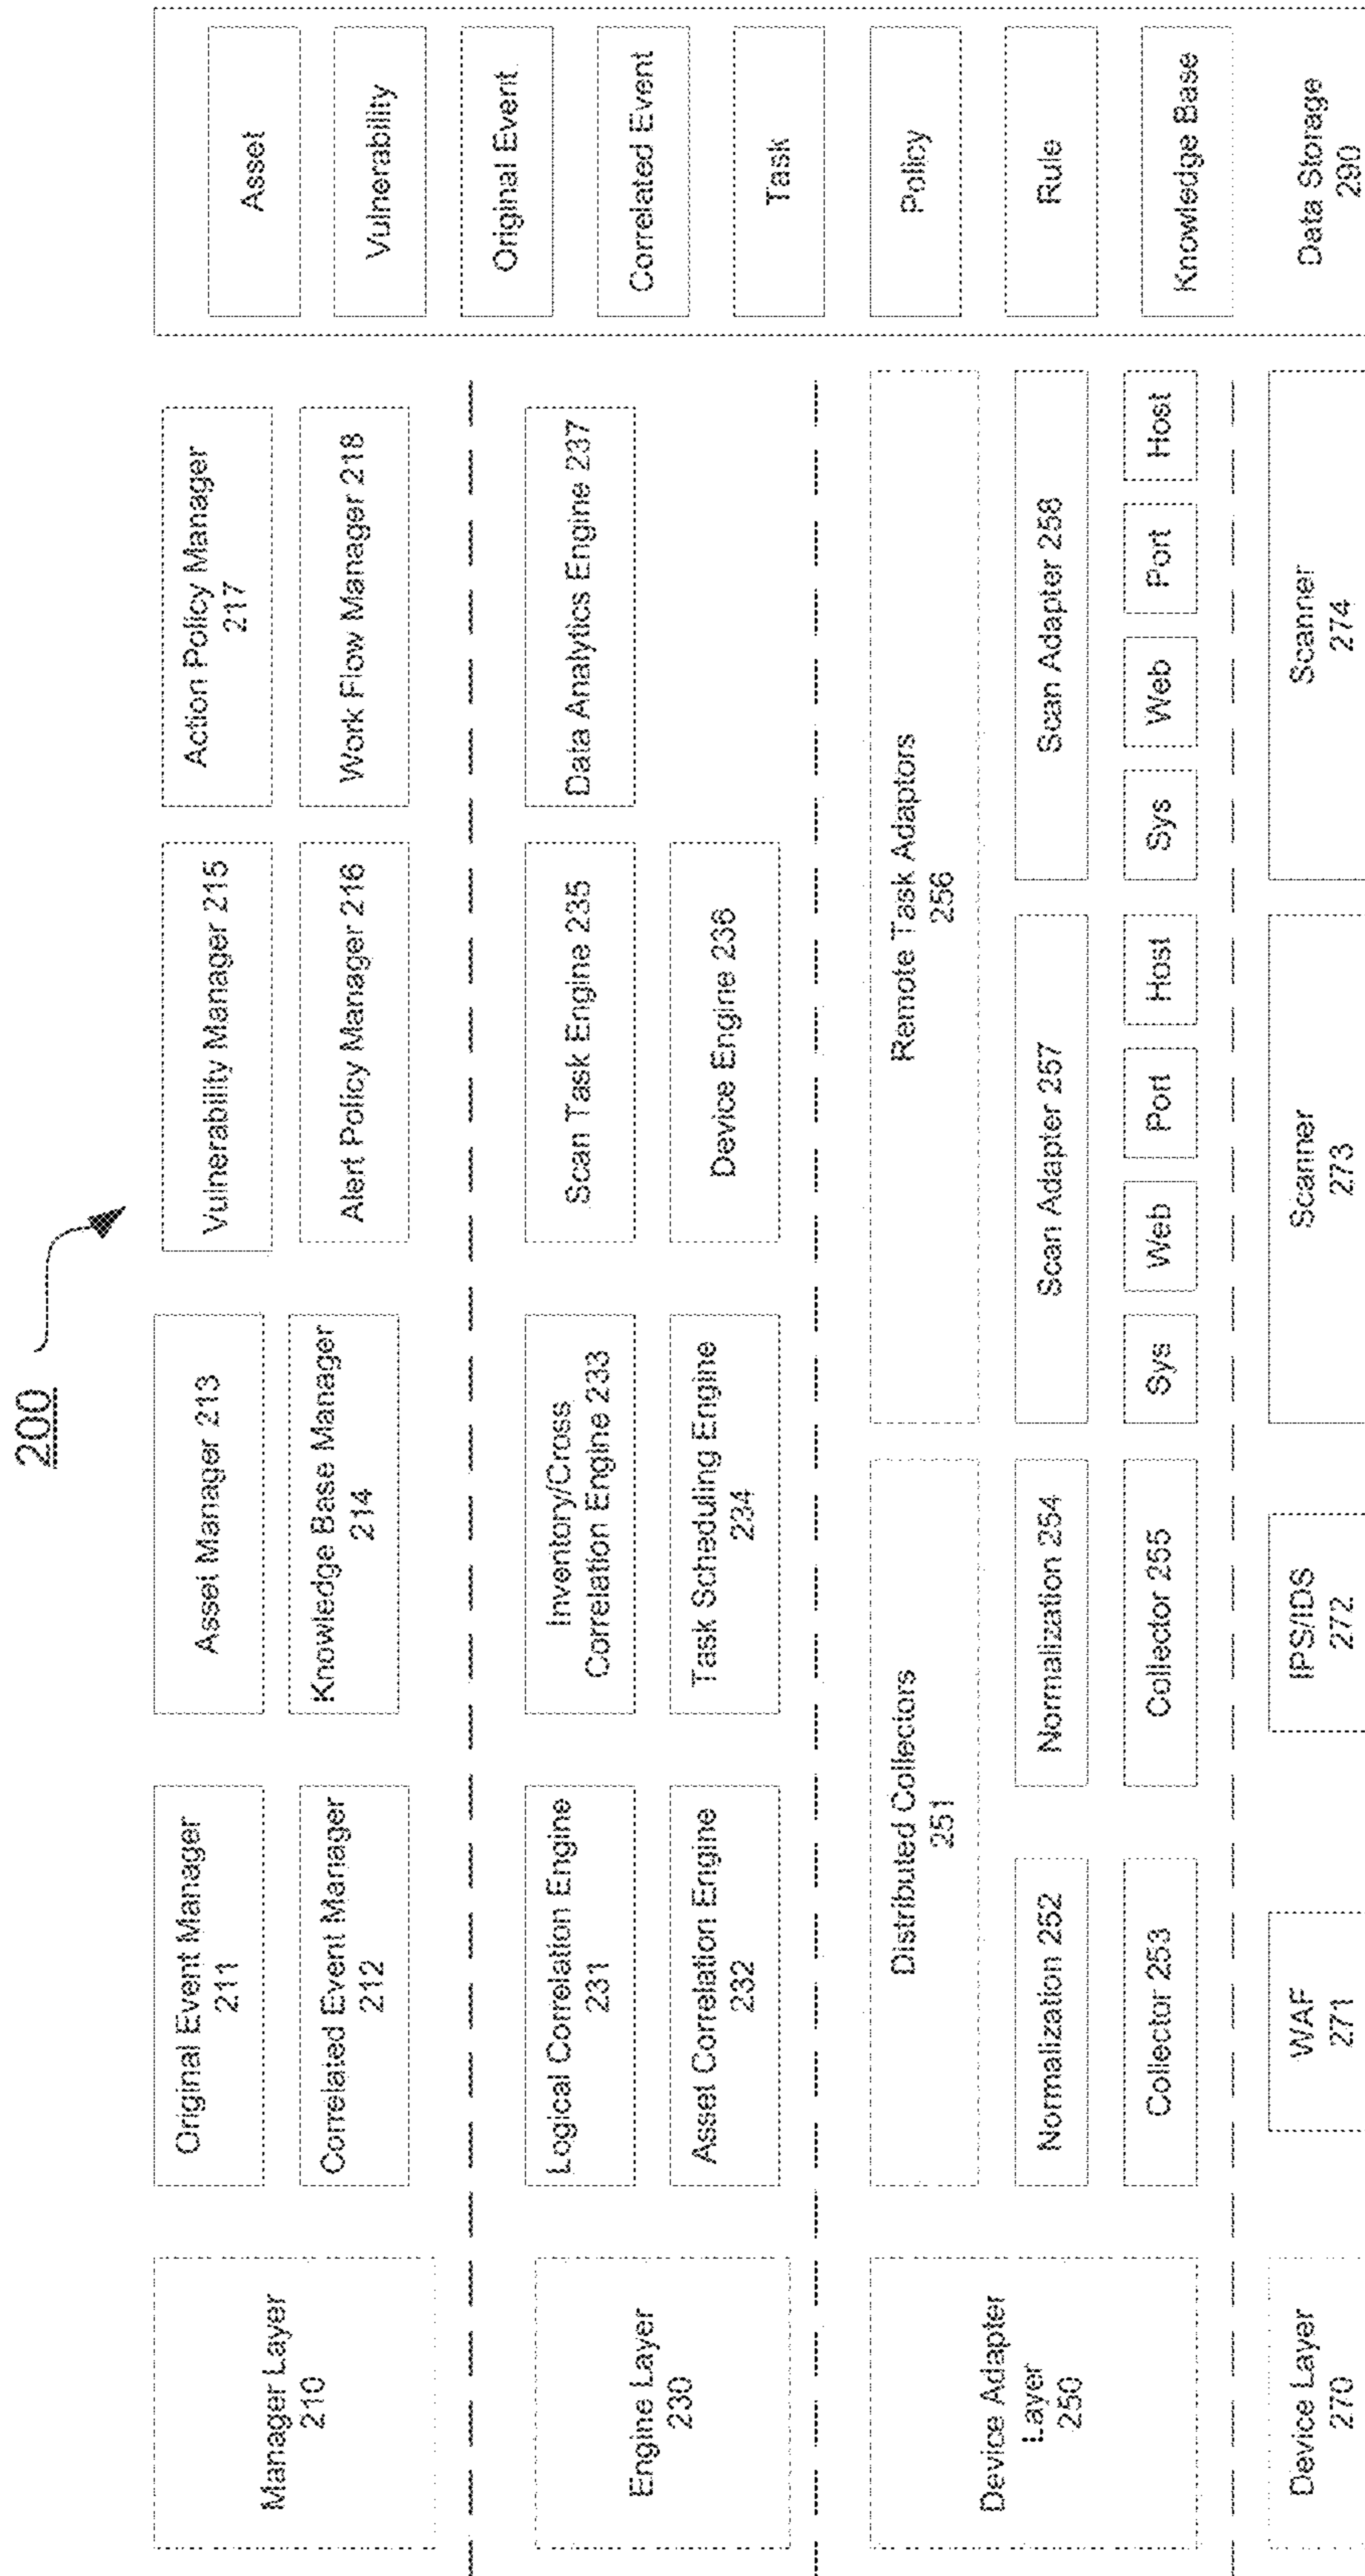 200
Manager Layer
210
Original Event Manager
211
Correlated Event Manager
212
Asset Manager 213
Knowledge Base Manager
214
Vulnerability Manager 215
Alert Policy Manager 216
Action Policy Manager
217
Work Flow Manager 218
Engine Layer
230
Logical Correlation Engine
231
Asset Correlation Engine
232
Inventory/Cross
Correlation Engine 233
Task Scheduling Engine
234
Scan Task Engine 235
Device Engine 236
Data Analytics Engine 237
Device Adapter
Layer
250
Distributed Collectors
251
Normalization 252
Collector 253
Normalization 254
Collector 255
Remote Task Adaptors
256
Scan Adapter 257
Sys
Web
Port
Host
Scan Adapter 258
Sys
Web
Port
Host
Device Layer
270
WAF
271
IPS/IDS
272
Scanner
273
Scanner
274
Asset
Vulnerability
Original Event
Correlated Event
Task
Policy
Rule
Knowledge Base
Data Storage
290